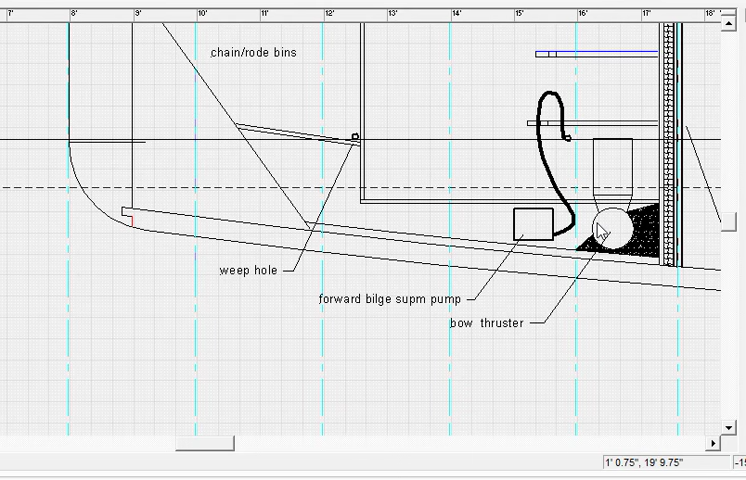 7' 8' 9' 10' 11' 12' 13' 14' 15' 16' 17' 18'
chain/rode bins
weep hole
forward bilge supm pump
bow thruster
1' 0.75", 19' 9.75"
-15